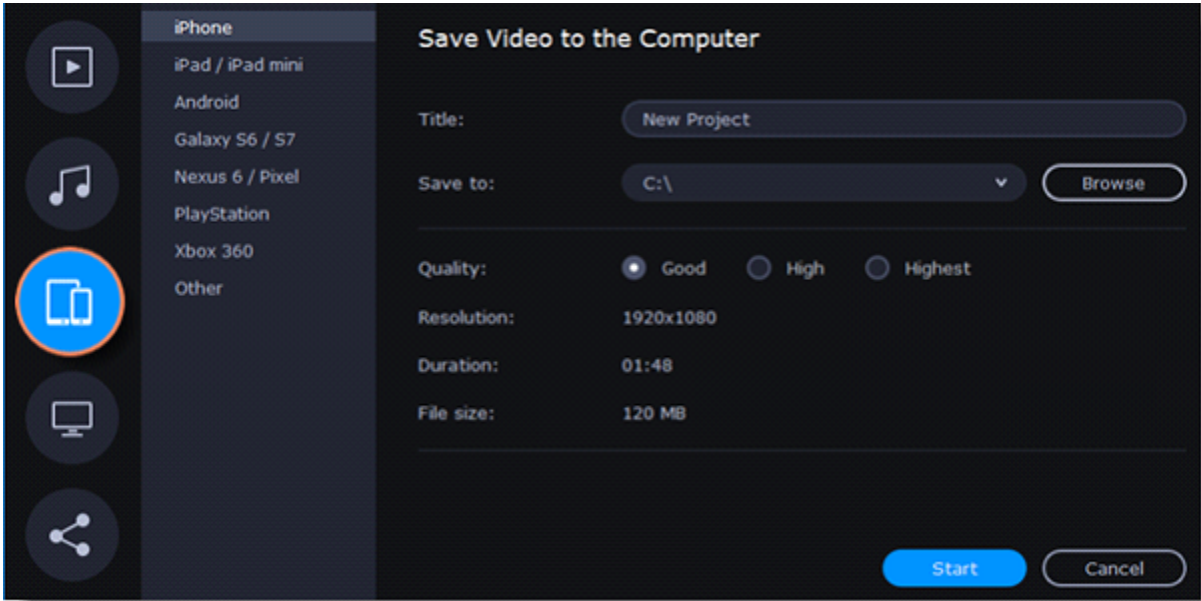 iPhone
iPad / iPad mini
Android
Galaxy S6 / S7
Nexus 6 / Pixel
PlayStation
Xbox 360
Other
Save Video to the Computer
Title: New Project
Save to: C:\ Browse
Quality: Good High Highest
Resolution: 1920x1080
Duration: 01:48
File size: 120 MB
Start Cancel